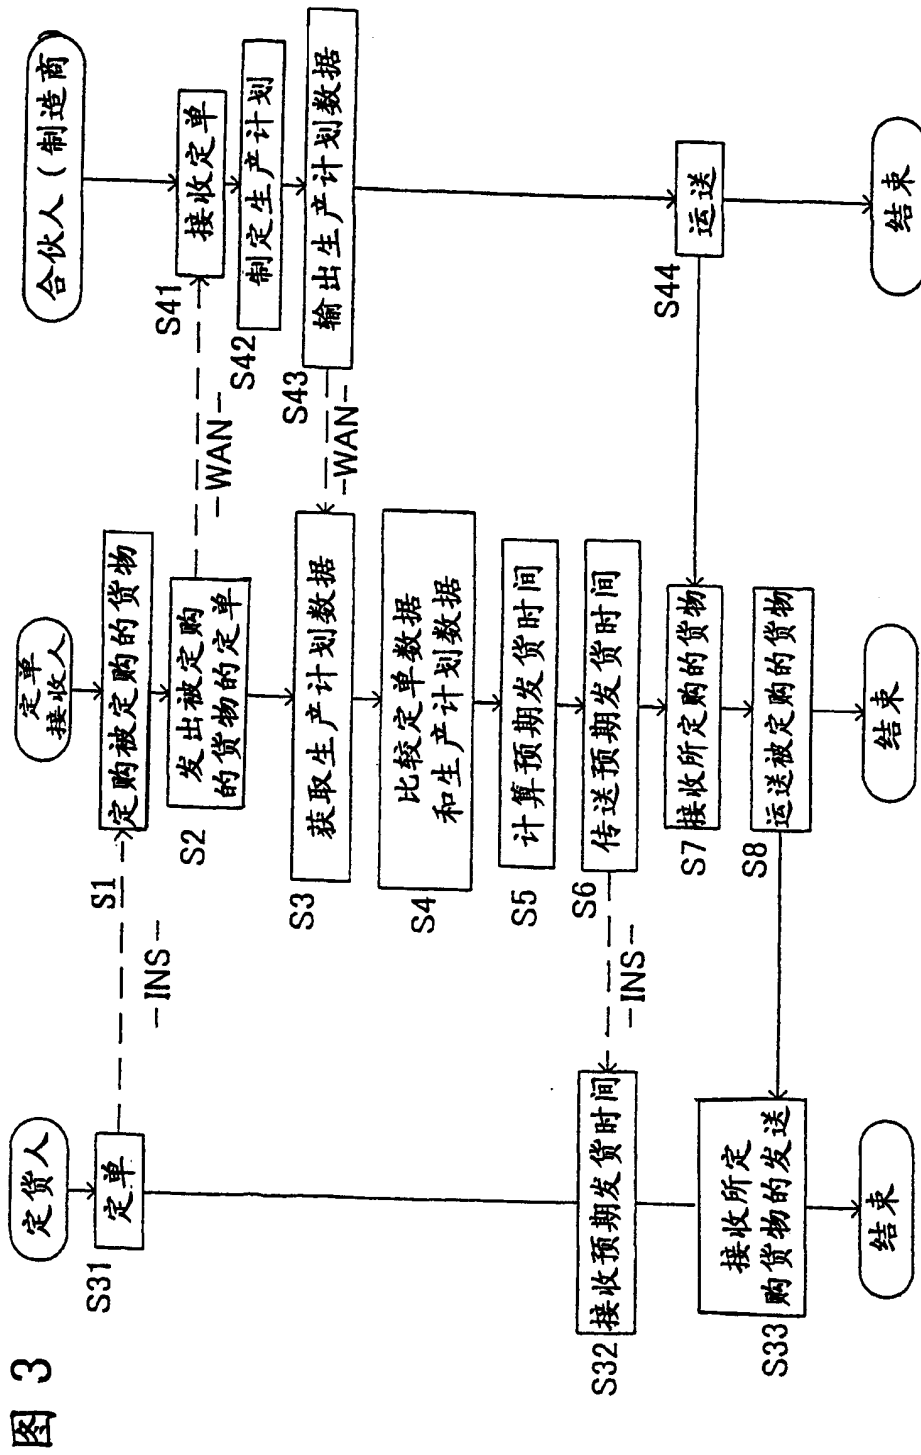 图 3
定货人
S31
定单
S32
接收预期发货时间
S33
接收所定
购货物的发送
结束
-INS-
-INS-
定单
接收人
S1
定购被定购的货物
S2
发出被定购
的货物的定单
S3
获取生产计划数据
S4
比较定单数据
和生产计划数据
S5
计算预期发货时间
S6
传送预期发货时间
S7
接收所定购的货物
S8
运送被定购的货物
结束
-WAN-
-WAN-
合伙人(制造商)
S41
接收定单
S42
制定生产计划
S43
输出生产计划数据
S44
运送
结束